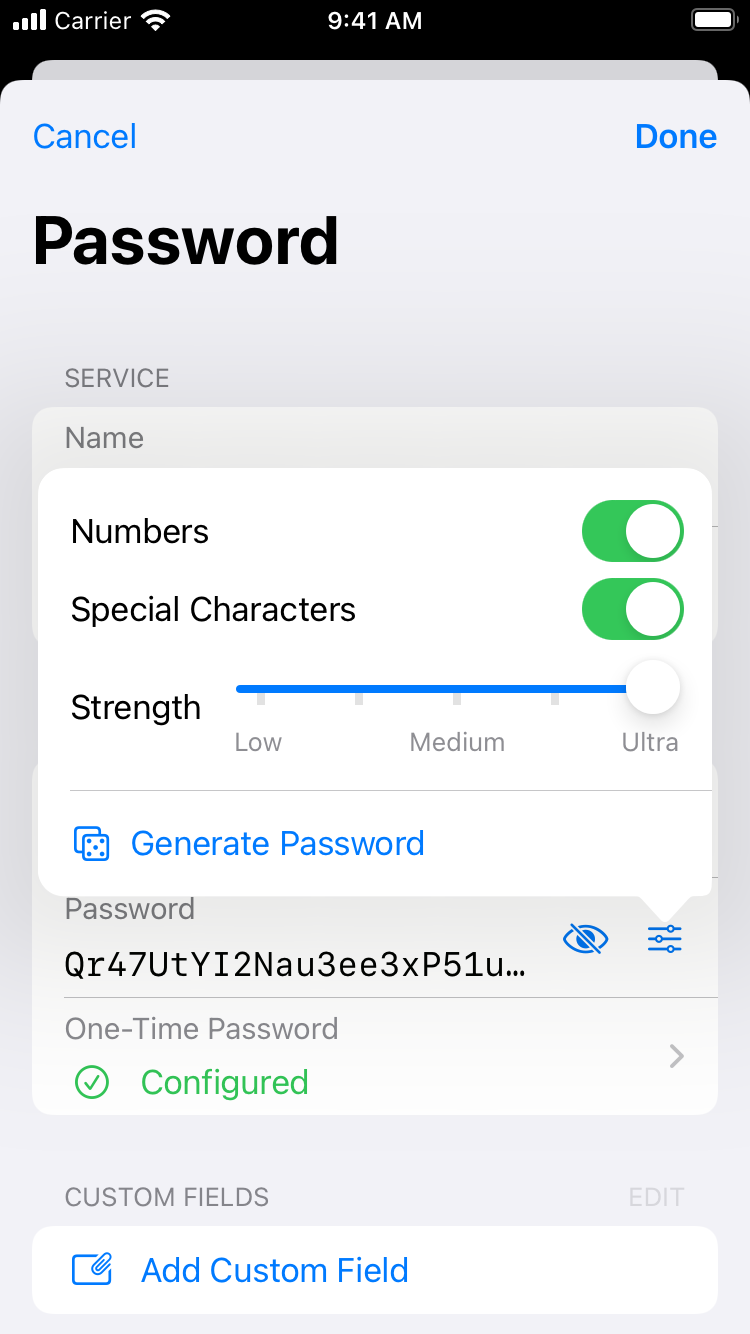 Carrier 9:41 AM
Cancel Done
Password
SERVICE
Name
Numbers
Special Characters
Strength
Low Medium Ultra
Generate Password
Password
Qr47UtYI2Nau3ee3xP51u…
One-Time Password
Configured
CUSTOM FIELDS EDIT
Add Custom Field